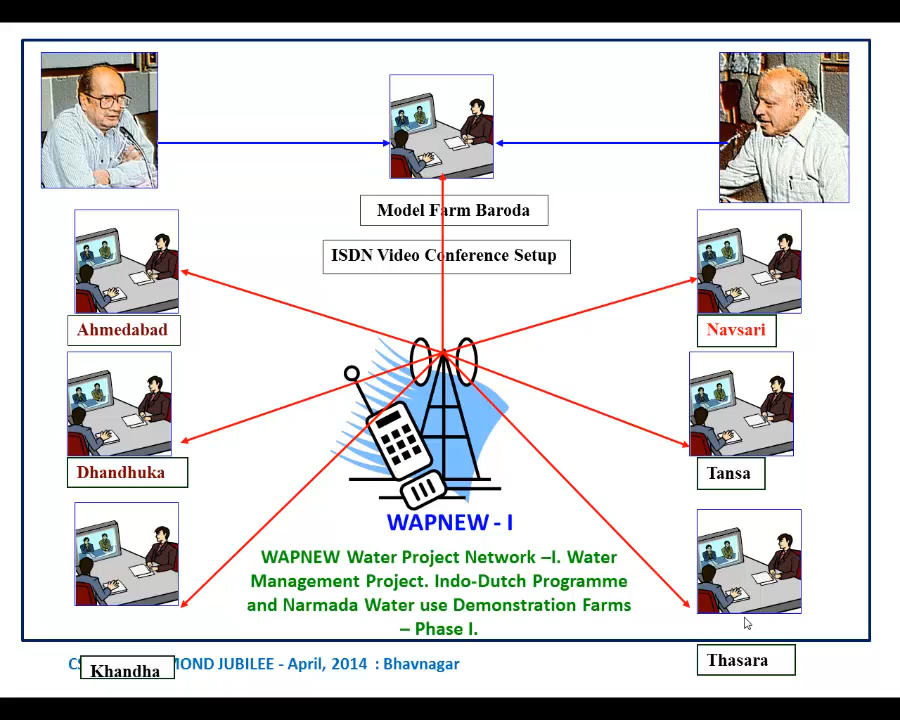 Model Farm Baroda
ISDN Video Conference Setup
Ahmedabad
Navsari
Dhandhuka
Tansa
WAPNEW - I
WAPNEW Water Project Network –I. Water
Management Project. Indo-Dutch Programme
and Narmada Water use Demonstration Farms
– Phase I.
Khandha
MOND JUBILEE - April, 2014 : Bhavnagar
Thasara